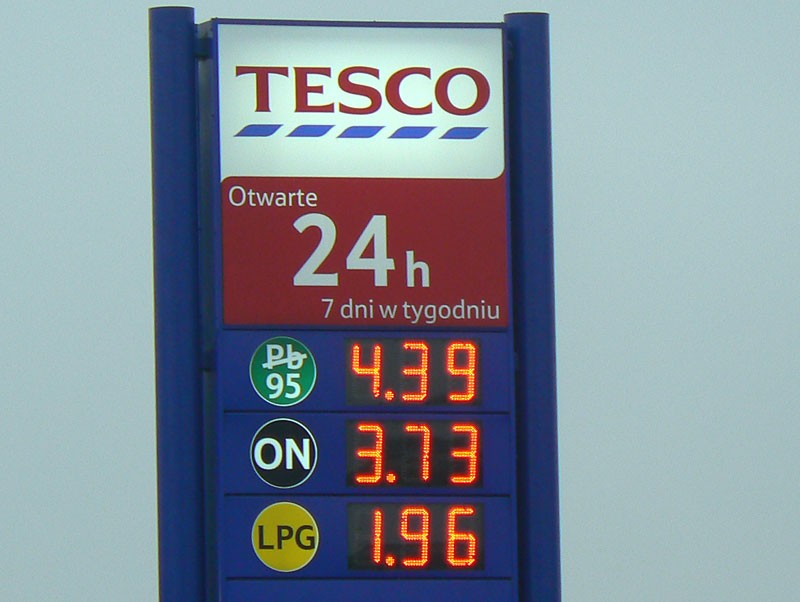 TESCO
Otwarte
24h
7 dni w tygodniu
Pb 4.39
95
ON 3.73
LPG 1.96